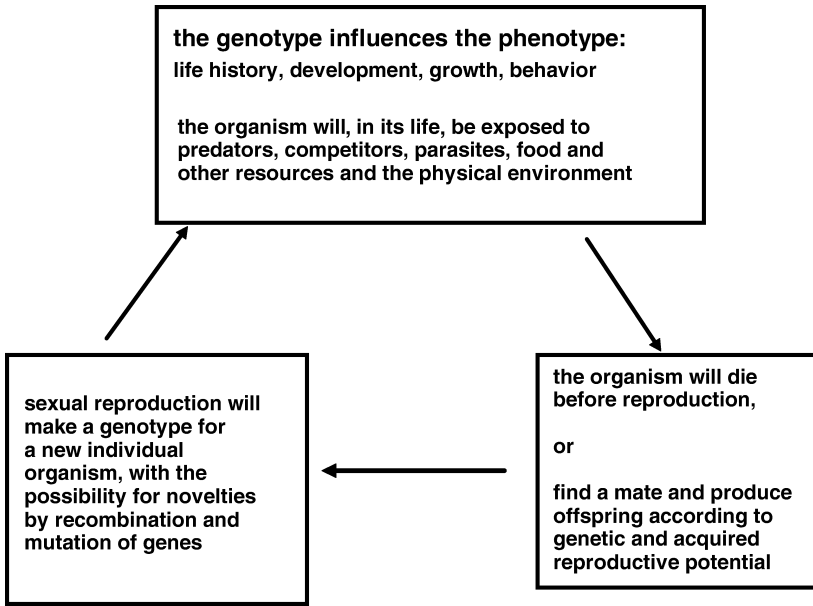 the genotype influences the phenotype:
life history, development, growth, behavior
the organism will, in its life, be exposed to
predators, competitors, parasites, food and
other resources and the physical environment
the organism will die
before reproduction,
or
find a mate and produce
offspring according to
genetic and acquired
reproductive potential
sexual reproduction will
make a genotype for
a new individual
organism, with the
possibility for novelties
by recombination and
mutation of genes